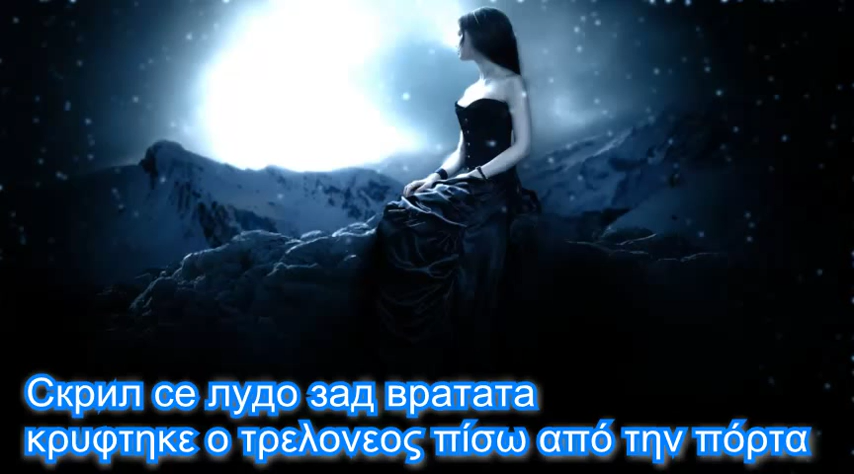 Скрил се лудо зад вратата
κρυφτηκε ο τρελονεος πίσω από την πόρτα